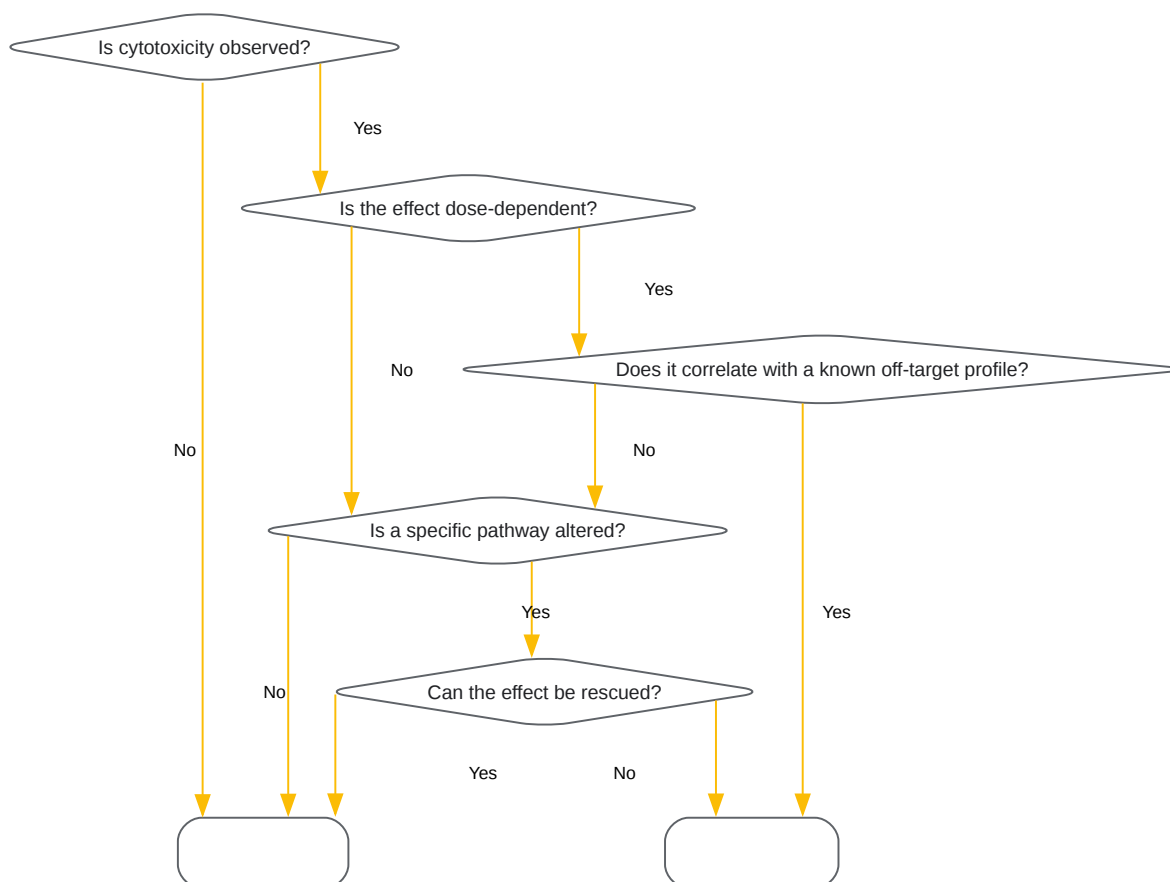 Is cytotoxicity observed?
Yes
Is the effect dose-dependent?
Yes
No
Does it correlate with a known off-target profile?
No
No
Is a specific pathway altered?
Yes
Yes
No
Can the effect be rescued?
Yes
No